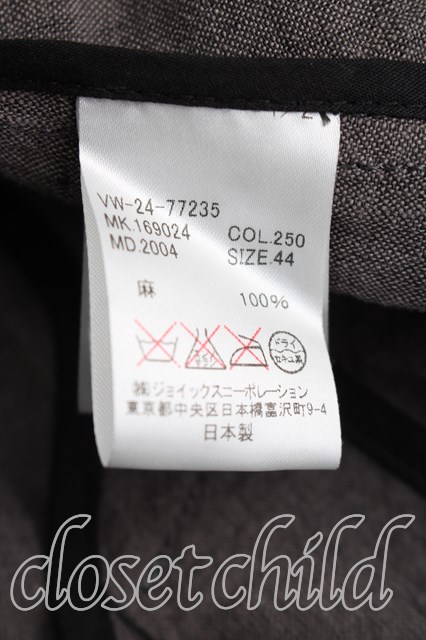 VW-24-77235
MK.169024 COL.250
MD.2004 SIZE.44
麻 100%
ドライ
セキユ系
㈱ジョイックスニーポレーション
東京都中央区日本橋富沢町9-4
日本製
closetchild